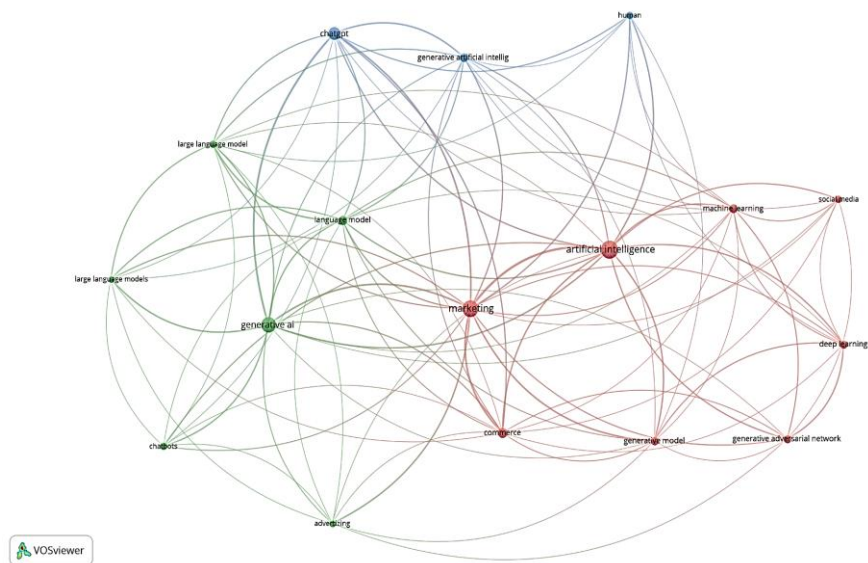 human
chatgpt
generative artificial intellig
large language model
social media
machine learning
language model
artificial intelligence
large language models
marketing
generative ai
deep learning
commerce
generative model
generative adversarial network
chatbots
advertizing
VOSviewer